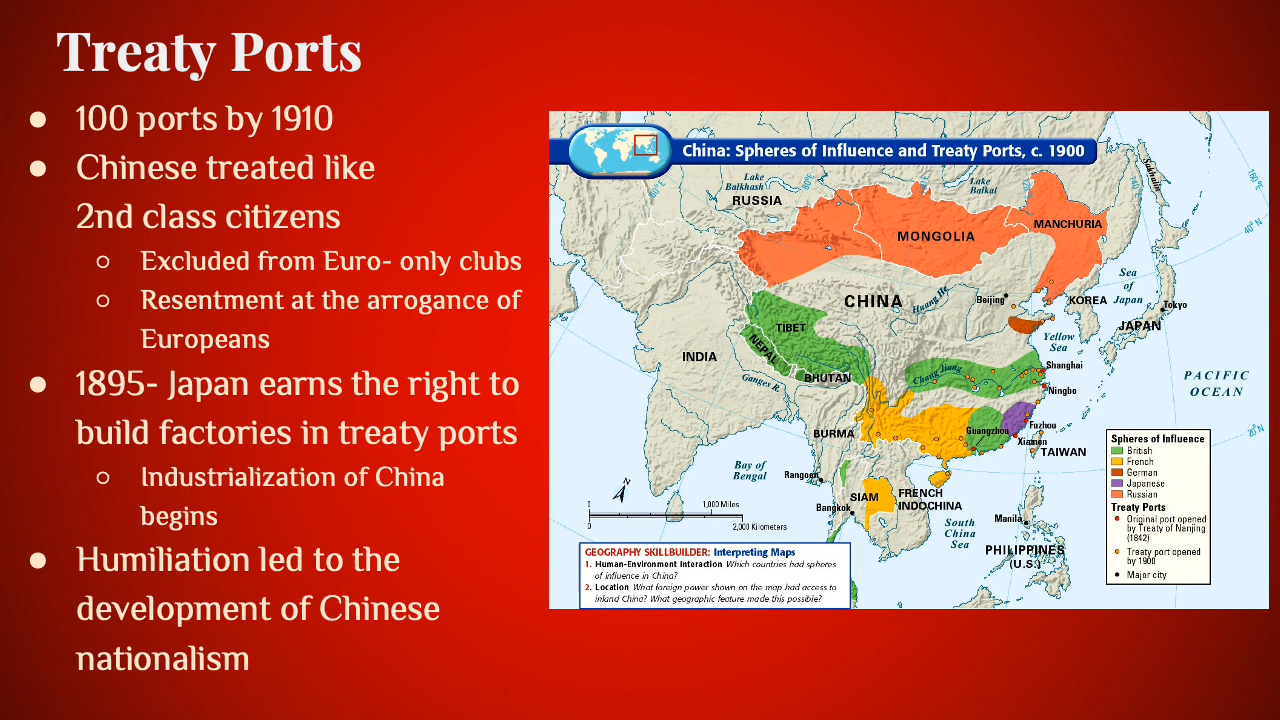 Treaty Ports
● 100 ports by 1910
● Chinese treated like
2nd class citizens
○ Excluded from Euro- only clubs
○ Resentment at the arrogance of
Europeans
● 1895- Japan earns the right to
build factories in treaty ports
○ Industrialization of China
begins
● Humiliation led to the
development of Chinese
nationalism
China: Spheres of Influence and Treaty Ports, c. 1900
Lake
Balkhash
RUSSIA
Lake
Baikal
Sakhalin
80°E
160°E
40°N
MONGOLIA
MANCHURIA
Sea
of
Japan
CHINA
Huang He
Beijing
KOREA
Tokyo
JAPAN
Yellow
Sea
TIBET
NEPAL
INDIA
BHUTAN
Ganges R.
Chang Jiang
Shanghai
Ningbo
PACIFIC
OCEAN
20°N
BURMA
Guangzhou
Fuzhou
Xiamen
TAIWAN
Bay of
Bengal
Rangoon
SIAM
FRENCH
INDOCHINA
Bangkok
South
China
Sea
Manila
PHILIPPINES
(U.S.)
0 1,000 Miles
0 2,000 Kilometers
Spheres of Influence
British
French
German
Japanese
Russian
Treaty Ports
Original port opened
by Treaty of Nanjing
(1842)
Treaty port opened
by 1900
Major city
GEOGRAPHY SKILLBUILDER: Interpreting Maps
1. Human-Environment Interaction Which countries had spheres
of influence in China?
2. Location What foreign power shown on the map had access to
inland China? What geographic feature made this possible?